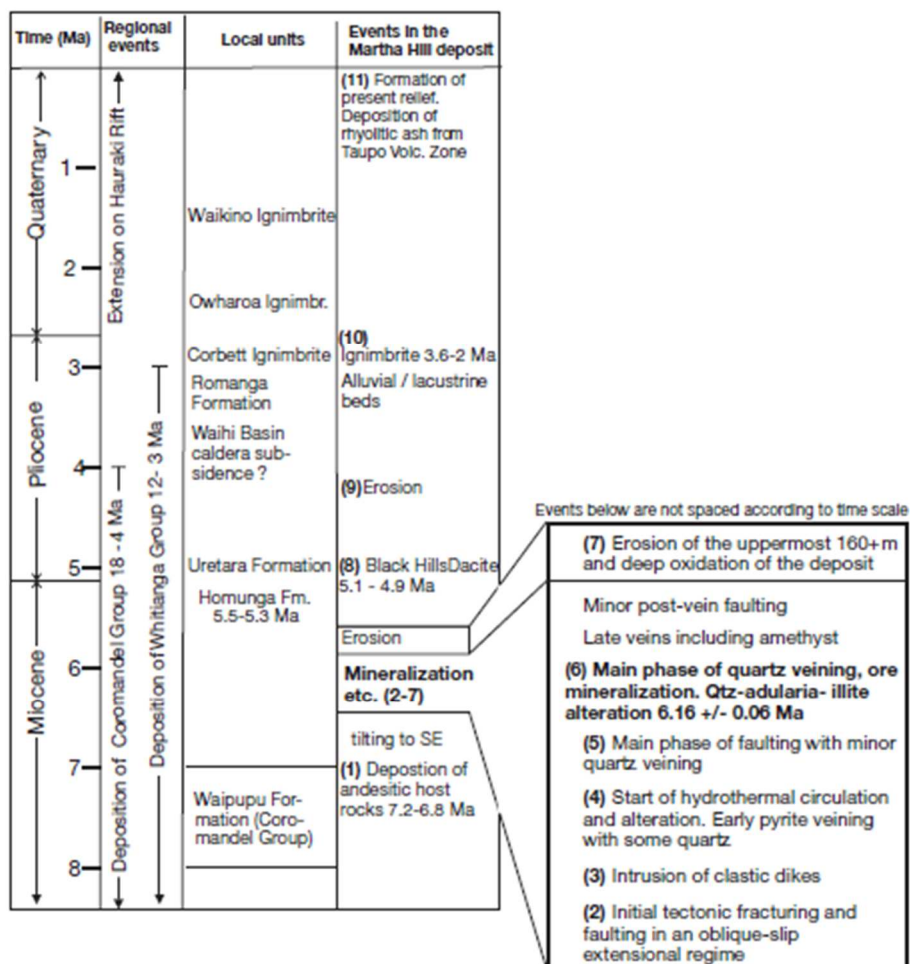 Time (Ma)
Regional
events
Local units
Events in the
Martha Hill deposit
Quaternary
Pliocene
Miocene
1
2
3
4
5
6
7
8
Extension on Hauraki Rift
Deposition of Coromandel Group 18 - 4 Ma
Deposition of Whitianga Group 12- 3 Ma
Waikino Ignimbrite
Owharoa Ignimbr.
Corbett Ignimbrite
Romanga
Formation
Waihi Basin
caldera sub-
sidence ?
Uretara Formation
Homunga Fm.
5.5-5.3 Ma
Waipupu For-
mation (Coro-
mandel Group)
(11) Formation of
present relief.
Deposition of
rhyolitic ash from
Taupo Volc. Zone
(10)
Ignimbrite 3.6-2 Ma
Alluvial / lacustrine
beds
(9)Erosion
(8) Black HillsDacite
5.1 - 4.9 Ma
Erosion
Mineralization
etc. (2-7)
tilting to SE
(1) Depostion of
andesitic host
rocks 7.2-6.8 Ma
Events below are not spaced according to time scale
(7) Erosion of the uppermost 160+m
and deep oxidation of the deposit
Minor post-vein faulting
Late veins including amethyst
(6) Main phase of quartz veining, ore
mineralization. Qtz-adularia- illite
alteration 6.16 +/- 0.06 Ma
(5) Main phase of faulting with minor
quartz veining
(4) Start of hydrothermal circulation
and alteration. Early pyrite veining
with some quartz
(3) Intrusion of clastic dikes
(2) Initial tectonic fracturing and
faulting in an oblique-slip
extensional regime